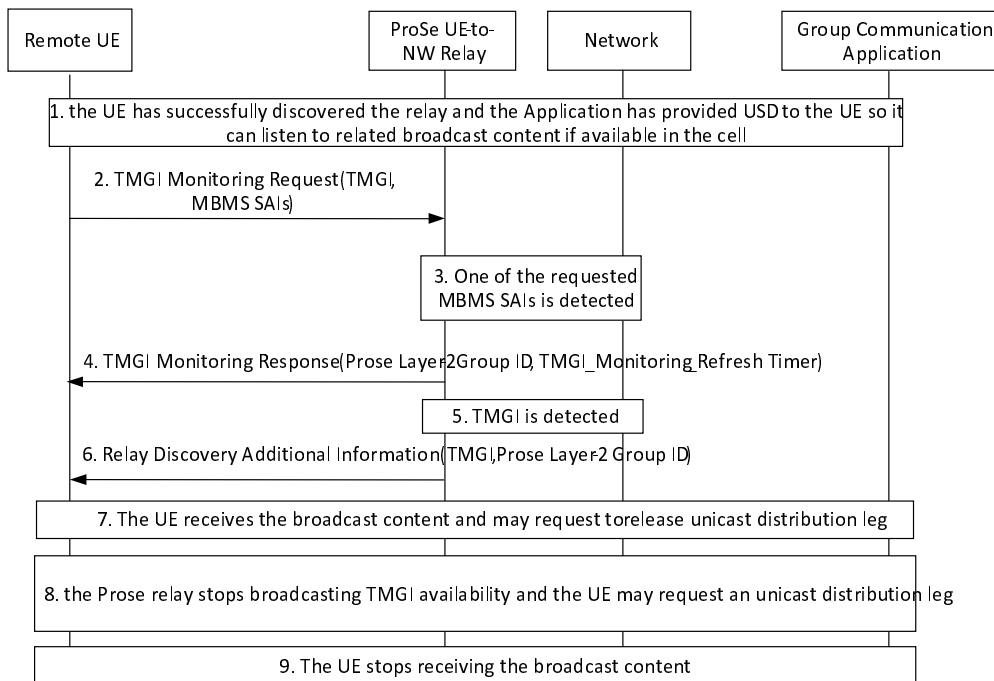 Remote UE
ProSe UE-to-
NW Relay
Network
Group Communication
Application
1. the UE has successfully discovered the relay and the Application has provided USD to the UE so it
can listen to related broadcast content if available in the cell
2. TMGI Monitoring Request(TMGI,
MBMS SAIs)
3. One of the requested
MBMS SAIs is detected
4. TMGI Monitoring Response(Prose Layer-2Group ID, TMGI_Monitoring_Refresh Timer)
5. TMGI is detected
6. Relay Discovery Additional Information(TMGI,Prose Layer-2 Group ID)
7. The UE receives the broadcast content and may request torelease unicast distribution leg
8. the Prose relay stops broadcasting TMGI availability and the UE may request an unicast distribution leg
9. The UE stops receiving the broadcast content